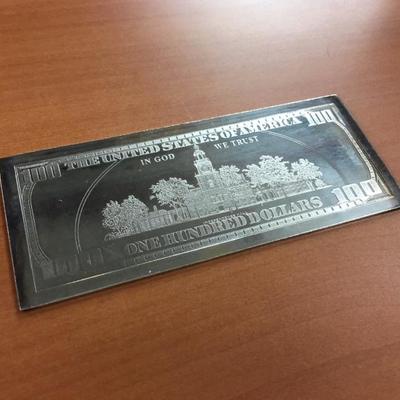 100 THE UNITED STATES OF AMERICA 100
IN GOD WE TRUST
100
ONE HUNDRED DOLLARS